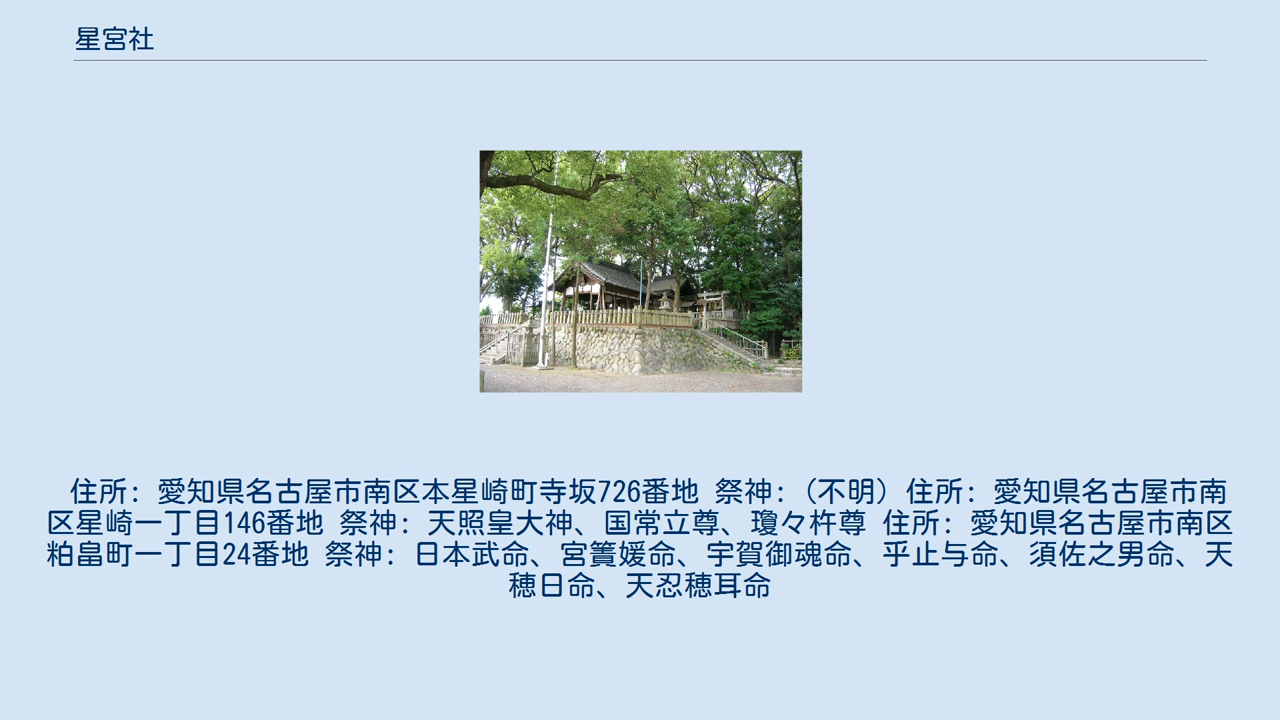 星宮社
住所: 愛知県名古屋市南区本星崎町寺坂726番地 祭神:（不明）住所: 愛知県名古屋市南
区星崎一丁目146番地 祭神: 天照皇大神、国常立尊、瓊々杵尊 住所: 愛知県名古屋市南区
粕畠町一丁目24番地 祭神: 日本武命、宮簀媛命、宇賀御魂命、乎止与命、須佐之男命、天
穂日命、天忍穂耳命